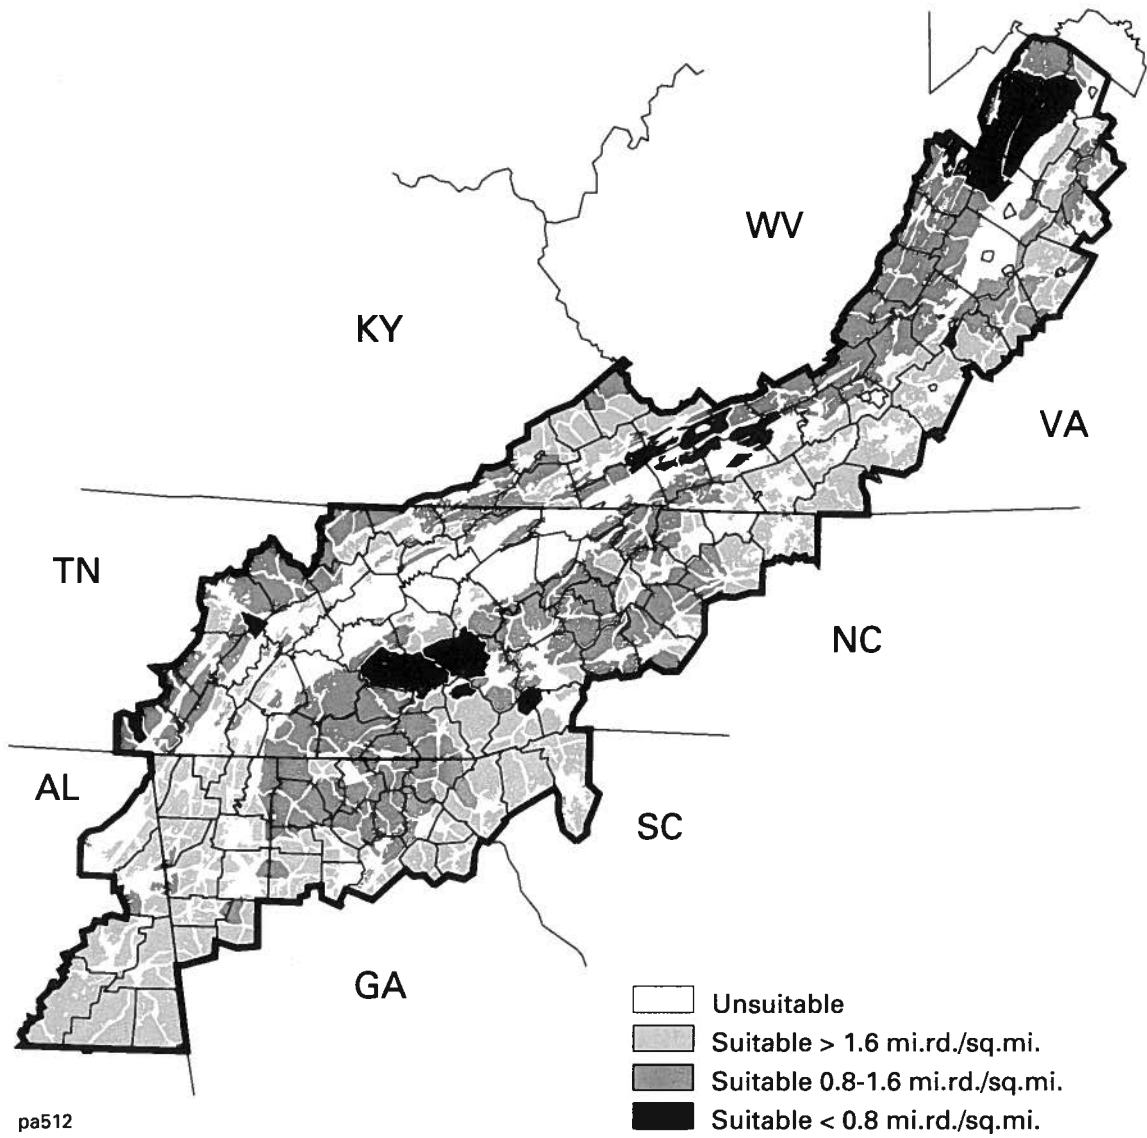 WV
KY
VA
TN
NC
AL
SC
GA
Unsuitable
Suitable > 1.6 mi.rd./sq.mi.
Suitable 0.8-1.6 mi.rd./sq.mi.
Suitable < 0.8 mi.rd./sq.mi.
pa512